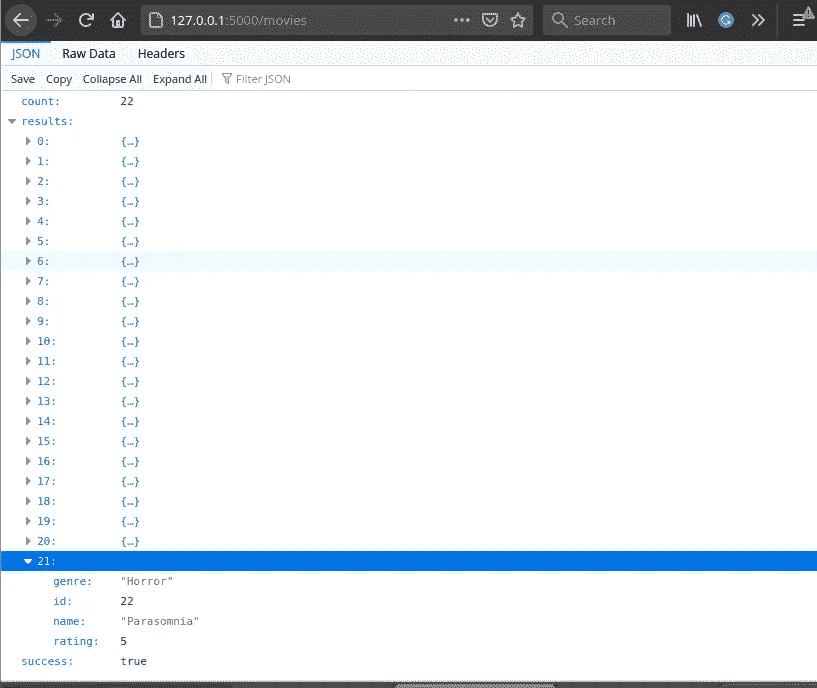 127.0.0.1:5000/movies ••• Search
JSON Raw Data Headers
Save Copy Collapse All Expand All Filter JSON
count: 22
results:
0: {…}
1: {…}
2: {…}
3: {…}
4: {…}
5: {…}
6: {…}
7: {…}
8: {…}
9: {…}
10: {…}
11: {…}
12: {…}
13: {…}
14: {…}
15: {…}
16: {…}
17: {…}
18: {…}
19: {…}
20: {…}
21:
genre: "Horror"
id: 22
name: "Parasomnia"
rating: 5
success: true